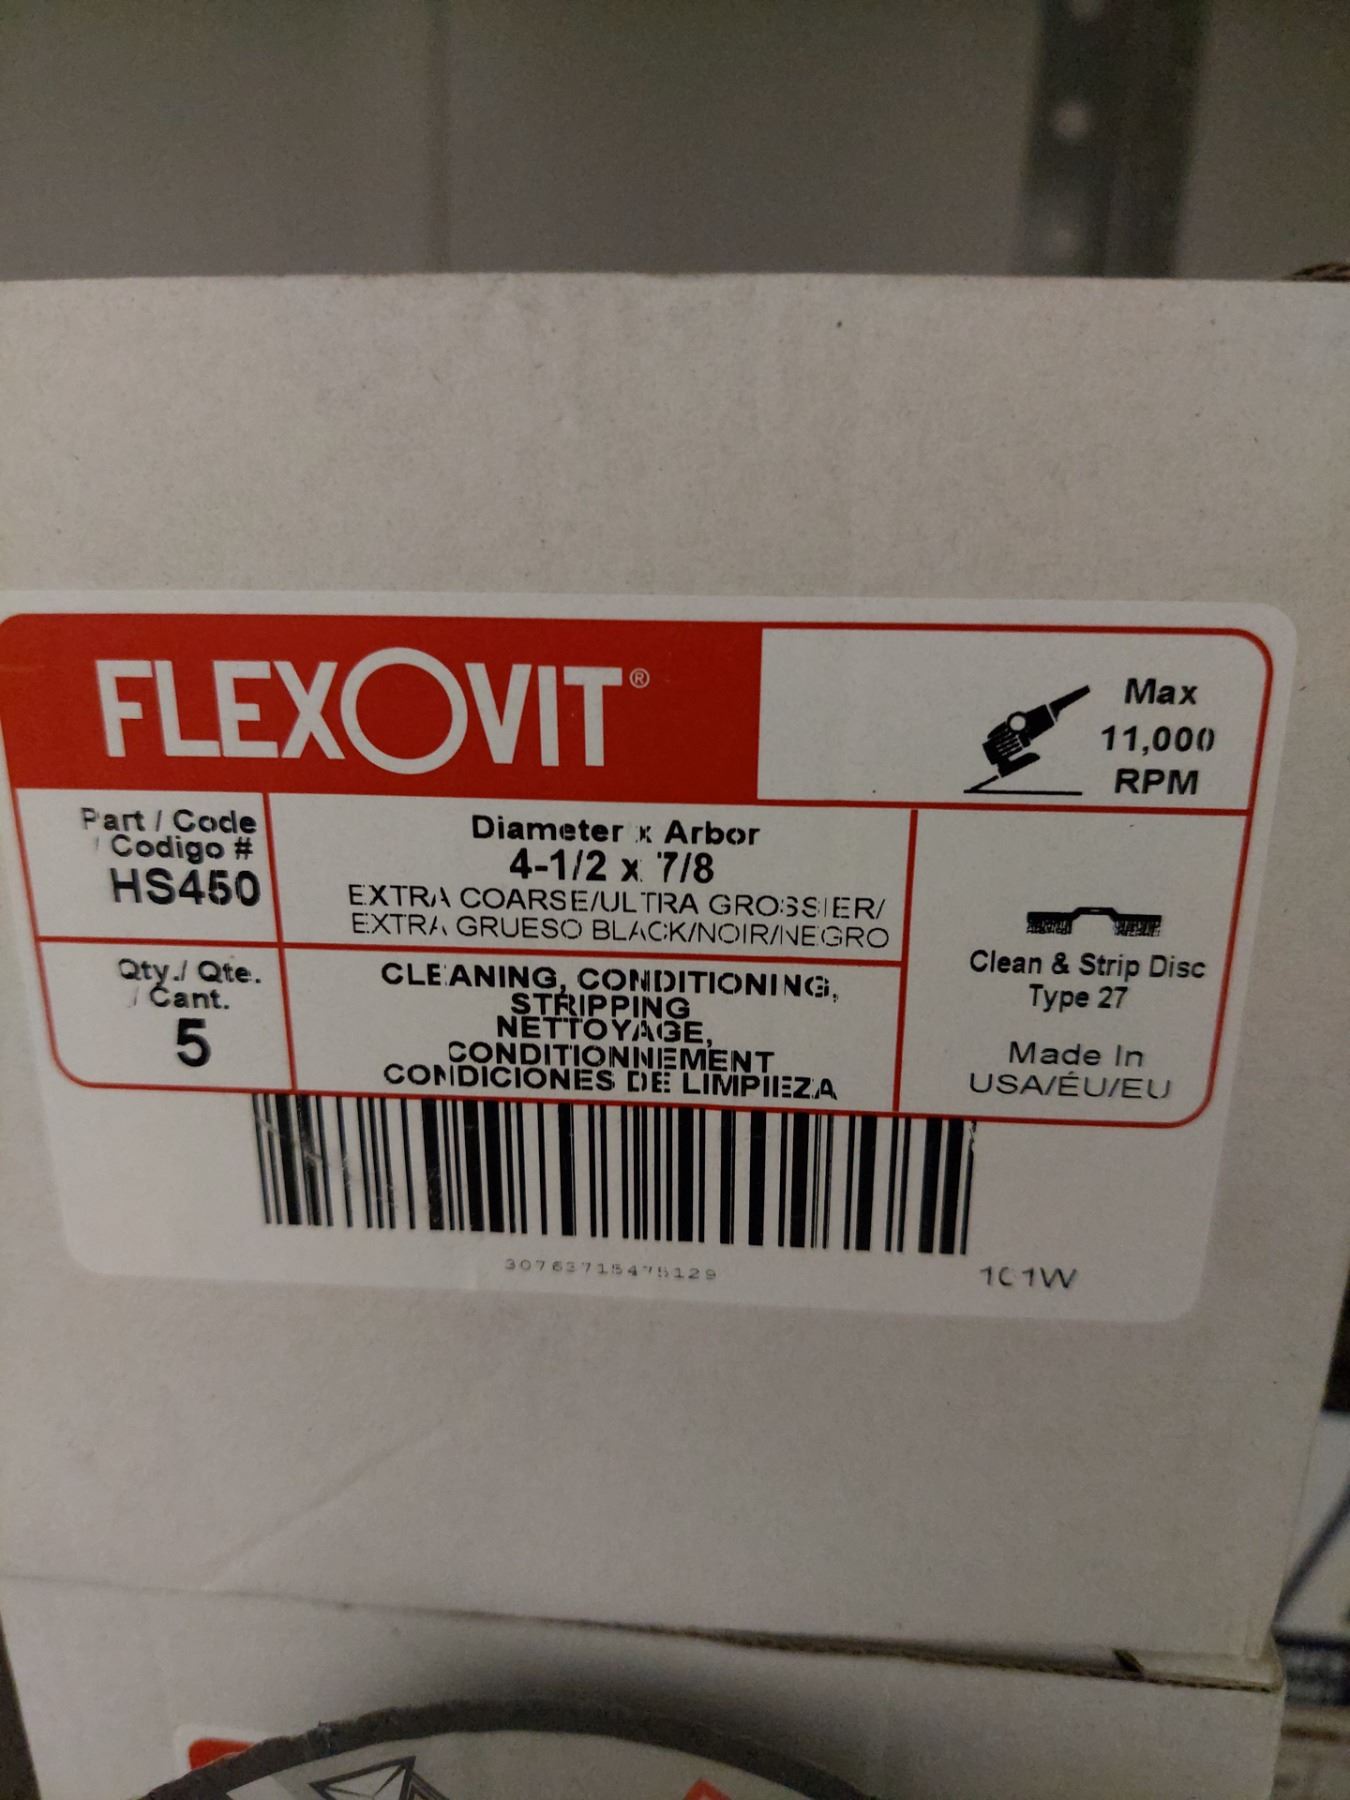 FLEXOVIT®
Max
11,000
RPM
Part / Code
/ Codigo #
HS450
Diameter x Arbor
4-1/2 x 7/8
EXTRA COARSE/ULTRA GROSSIER/
EXTRA GRUESO BLACK/NOIR/NEGRO
Qty./ Qte.
/ Cant.
5
CLEANING, CONDITIONING,
STRIPPING
NETTOYAGE,
CONDITIONNEMENT
CONDICIONES DE LIMPIEZA
Clean & Strip Disc
Type 27
Made In
USA/ÉU/EU
30763715475129